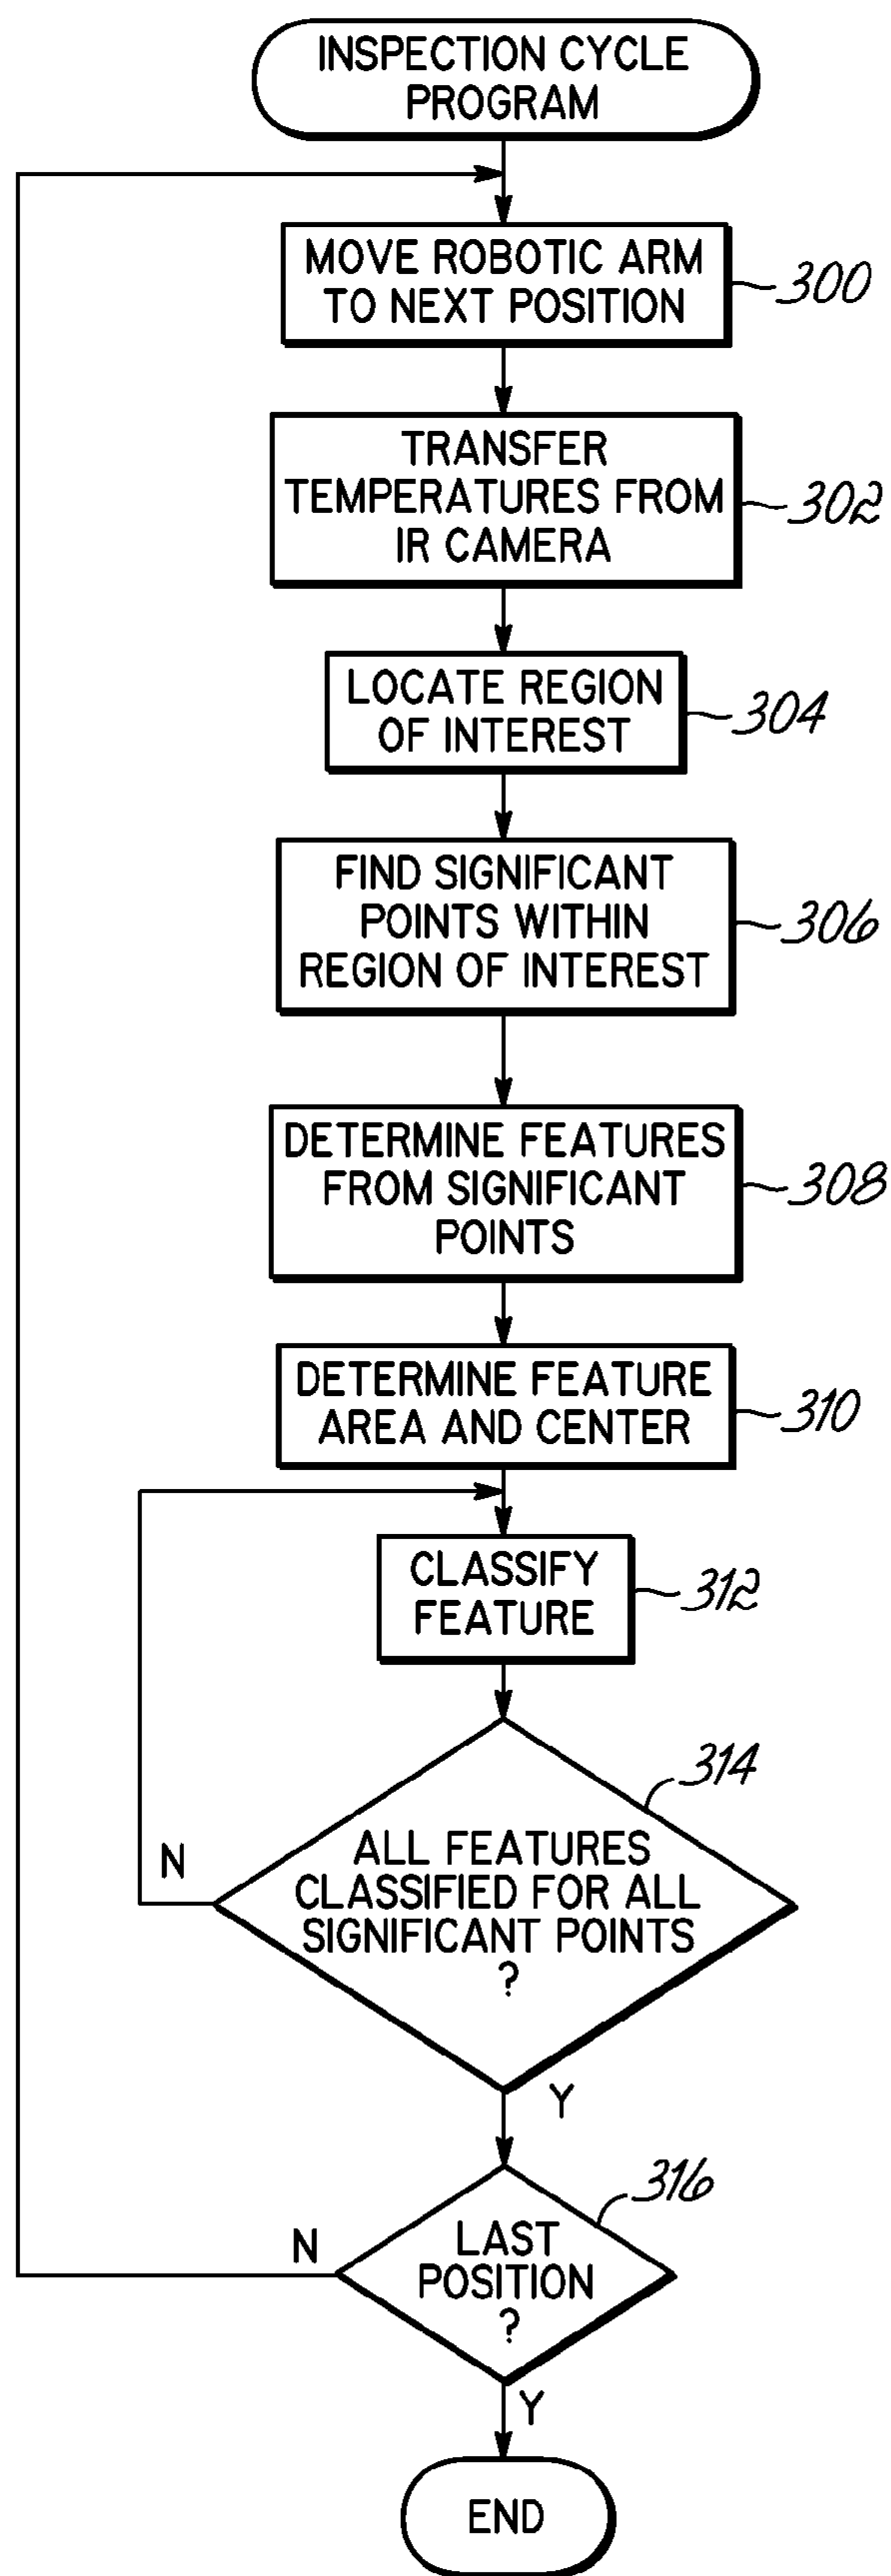 INSPECTION CYCLE
PROGRAM
MOVE ROBOTIC ARM
TO NEXT POSITION
300
TRANSFER
TEMPERATURES FROM
IR CAMERA
302
LOCATE REGION
OF INTEREST
304
FIND SIGNIFICANT
POINTS WITHIN
REGION OF INTEREST
306
DETERMINE FEATURES
FROM SIGNIFICANT
POINTS
308
DETERMINE FEATURE
AREA AND CENTER
310
CLASSIFY
FEATURE
312
314
ALL FEATURES
CLASSIFIED FOR ALL
SIGNIFICANT POINTS
?
N
Y
316
LAST
POSITION
?
N
Y
END